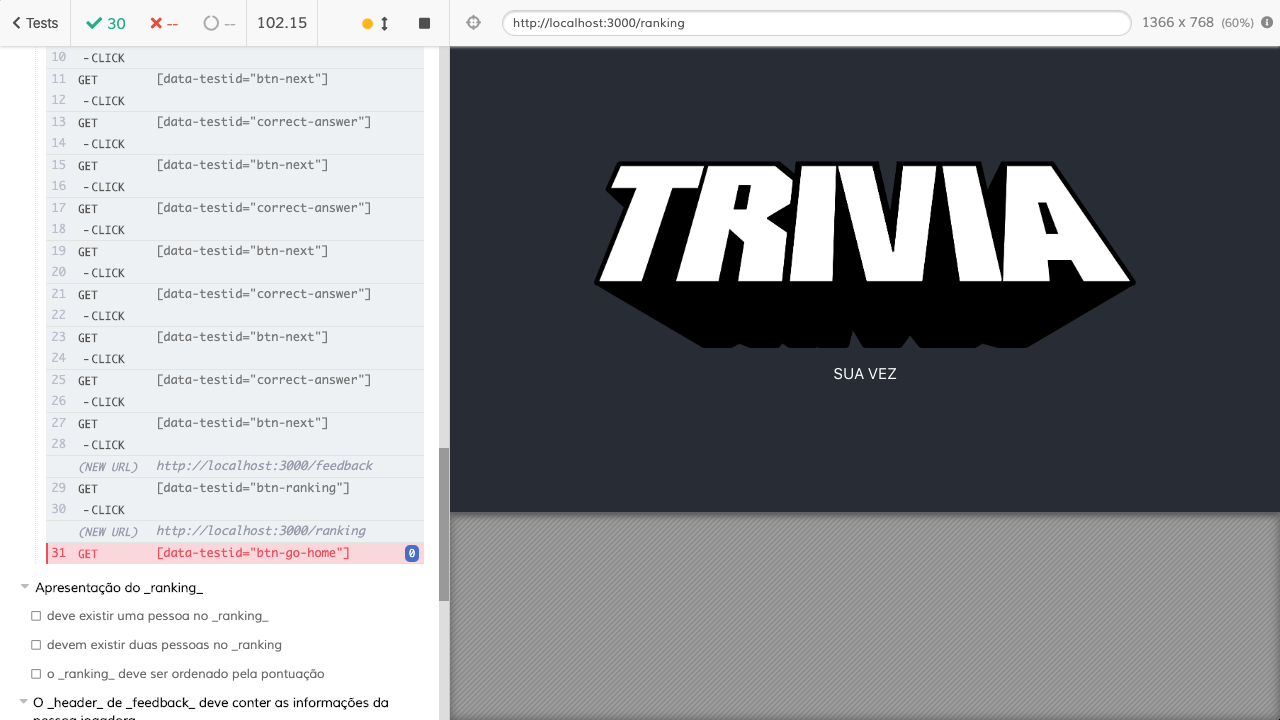 Tests 30 -- -- 102.15
http://localhost:3000/ranking 1366 x 768 (60%)
10 -CLICK
11 GET [data-testid="btn-next"]
12 -CLICK
13 GET [data-testid="correct-answer"]
14 -CLICK
15 GET [data-testid="btn-next"]
16 -CLICK
17 GET [data-testid="correct-answer"]
18 -CLICK
19 GET [data-testid="btn-next"]
20 -CLICK
21 GET [data-testid="correct-answer"]
22 -CLICK
23 GET [data-testid="btn-next"]
24 -CLICK
25 GET [data-testid="correct-answer"]
26 -CLICK
27 GET [data-testid="btn-next"]
28 -CLICK
(NEW URL) http://localhost:3000/feedback
29 GET [data-testid="btn-ranking"]
30 -CLICK
(NEW URL) http://localhost:3000/ranking
31 GET [data-testid="btn-go-home"] 0
Apresentação do _ranking_
deve existir uma pessoa no _ranking_
devem existir duas pessoas no _ranking
o _ranking_ deve ser ordenado pela pontuação
O _header_ de _feedback_ deve conter as informações da
pessoa jogadora
TRIVIA
SUA VEZ